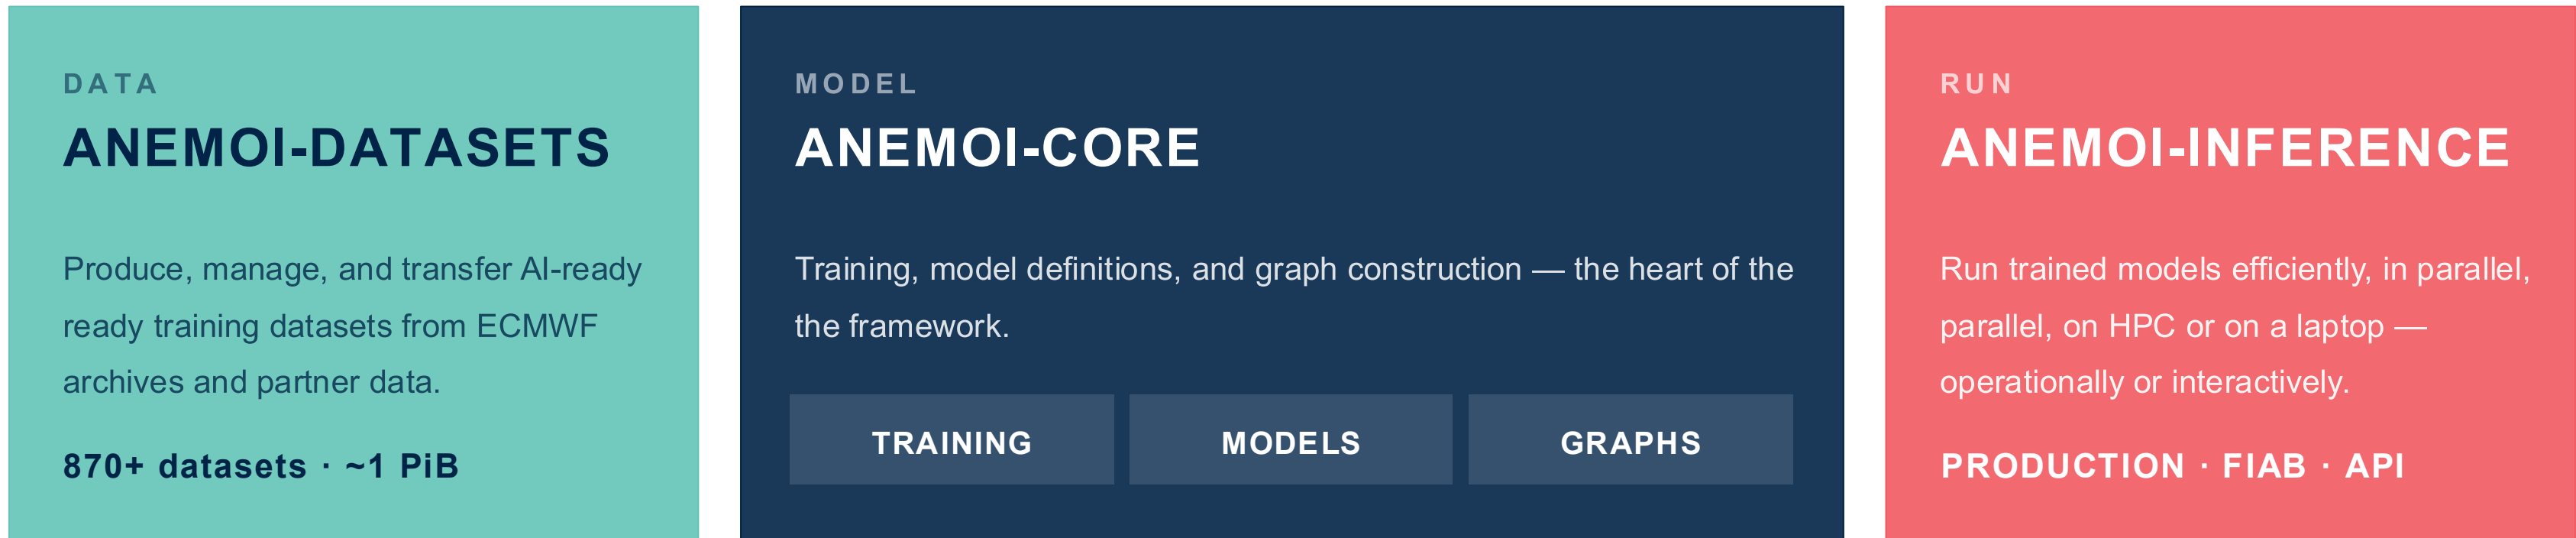 DATA
ANEMOI-DATASETS
Produce, manage, and transfer AI-ready
ready training datasets from ECMWF
archives and partner data.
870+ datasets · ~1 PiB
MODEL
ANEMOI-CORE
Training, model definitions, and graph construction — the heart of the
the framework.
TRAINING
MODELS
GRAPHS
RUN
ANEMOI-INFERENCE
Run trained models efficiently, in parallel,
parallel, on HPC or on a laptop —
operationally or interactively.
PRODUCTION · FIAB · API